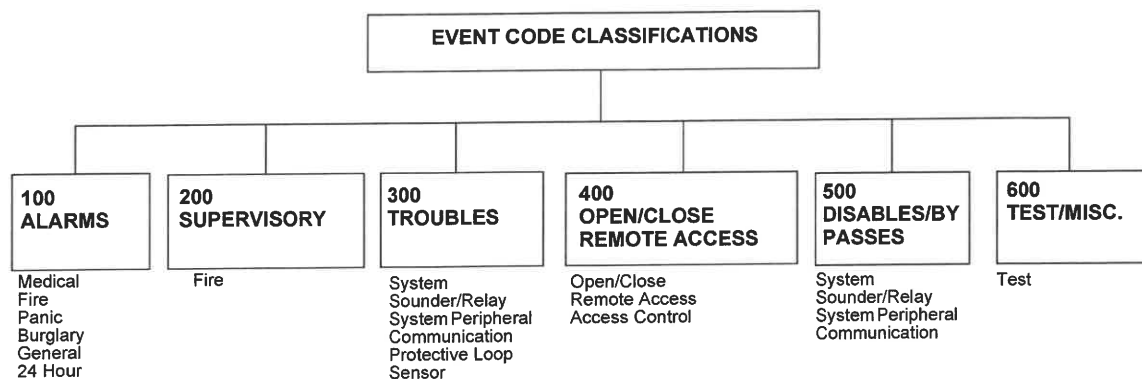 EVENT CODE CLASSIFICATIONS
100
ALARMS
Medical
Fire
Panic
Burglary
General
24 Hour
200
SUPERVISORY
Fire
300
TROUBLES
System
Sounder/Relay
System Peripheral
Communication
Protective Loop
Sensor
400
OPEN/CLOSE
REMOTE ACCESS
Open/Close
Remote Access
Access Control
500
DISABLES/BY
PASSES
System
Sounder/Relay
System Peripheral
Communication
600
TEST/MISC.
Test